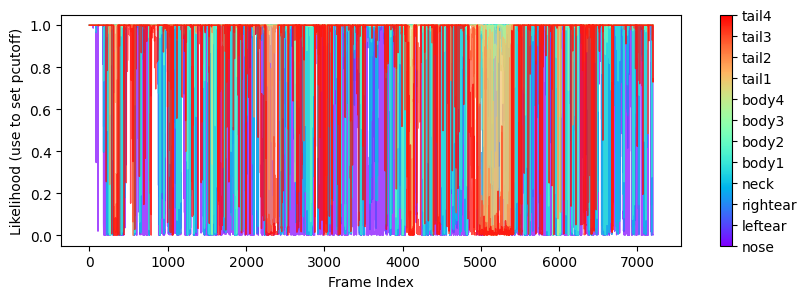 Likelihood (use to set pcutoff)
1.0
0.8
0.6
0.4
0.2
0.0
0
1000
2000
3000
4000
5000
6000
7000
Frame Index
tail4
tail3
tail2
tail1
body4
body3
body2
body1
neck
rightear
leftear
nose